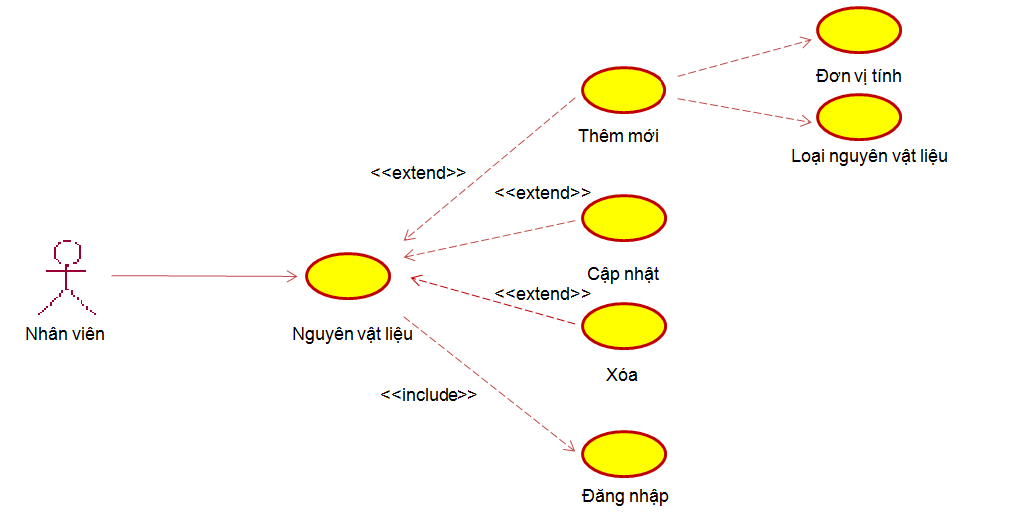 Đơn vị tính
Thêm mới
Loại nguyên vật liệu
<<extend>>
<<extend>>
Cập nhật
<<extend>>
Nhân viên
Nguyên vật liệu
Xóa
<<include>>
Đăng nhập